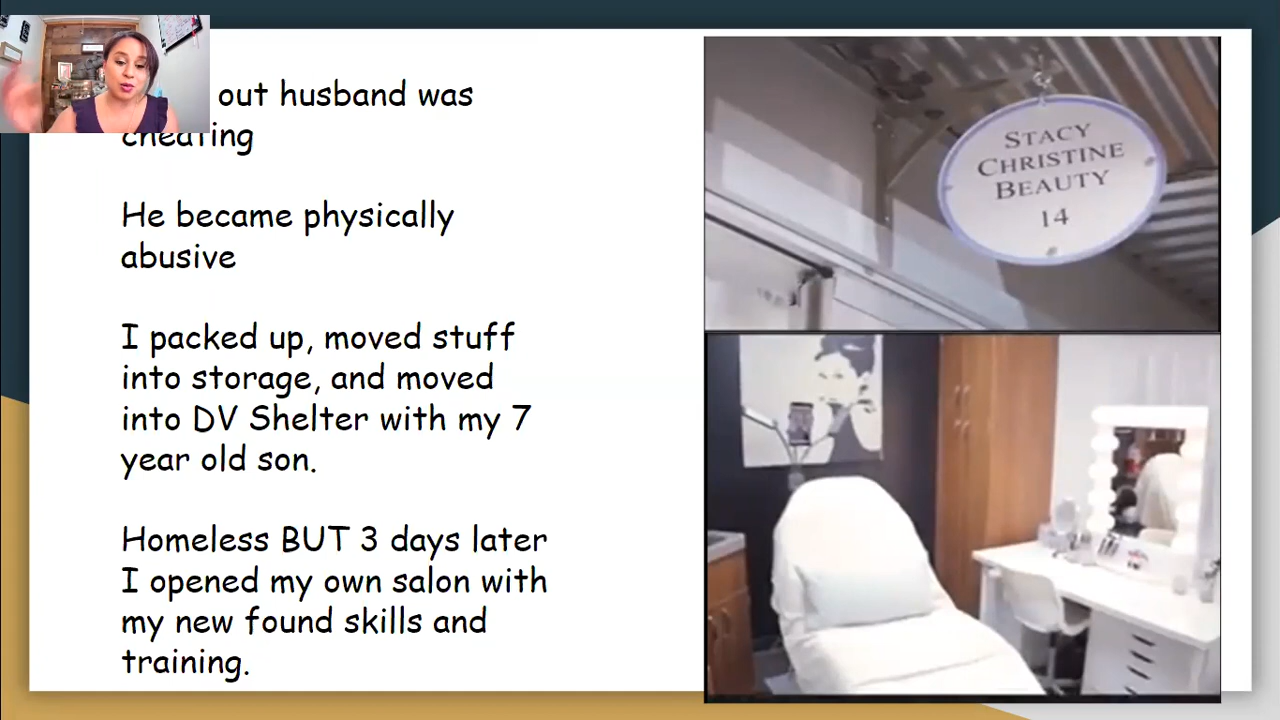 out husband was
cheating
He became physically
abusive
I packed up, moved stuff
into storage, and moved
into DV Shelter with my 7
year old son.
Homeless BUT 3 days later
I opened my own salon with
my new found skills and
training.
STACY
CHRISTINE
BEAUTY
14